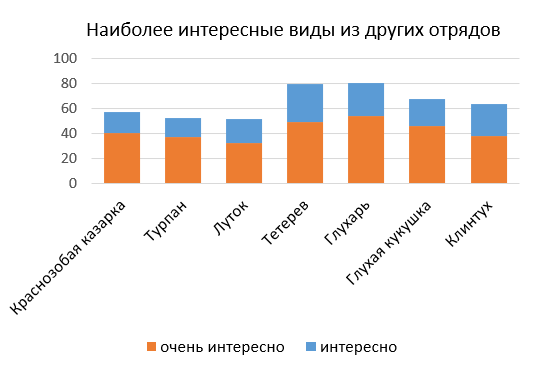 Наиболее интересные виды из других отрядов
100
80
60
40
20
0
Краснозобая казарка
Турпан
Луток
Тетерев
Глухарь
Глухая кукушка
Клинтух
очень интересно
интересно